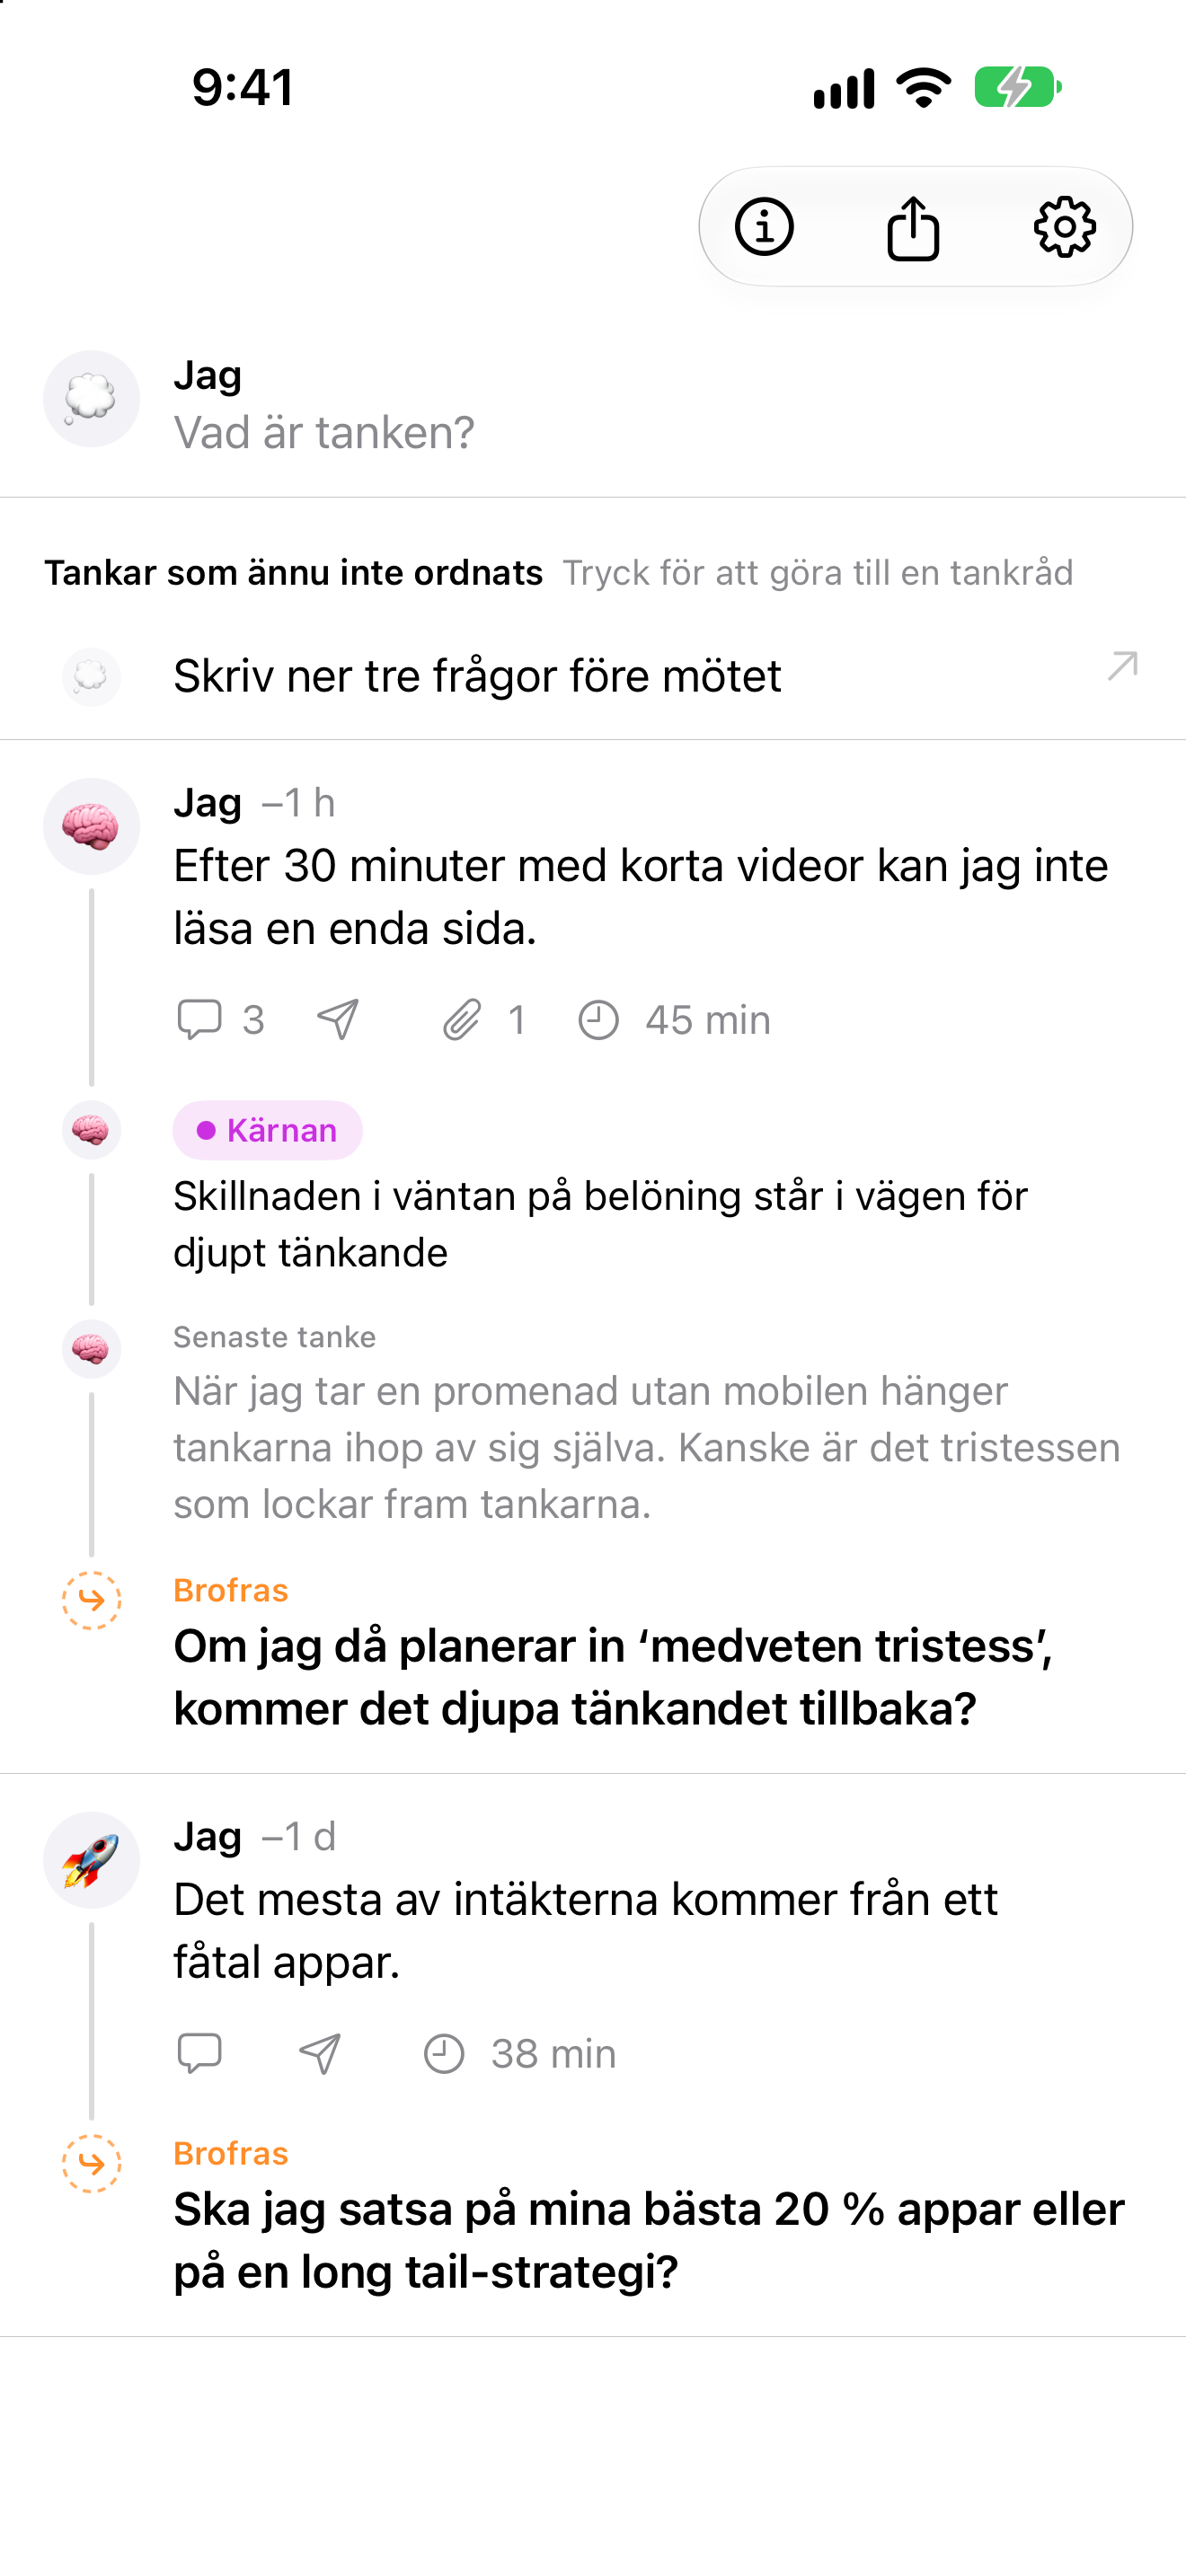 9:41
Jag
Vad är tanken?
Tankar som ännu inte ordnats Tryck för att göra till en tankråd
Skriv ner tre frågor före mötet
Jag –1 h
Efter 30 minuter med korta videor kan jag inte
läsa en enda sida.
3 1 45 min
Kärnan
Skillnaden i väntan på belöning står i vägen för
djupt tänkande
Senaste tanke
När jag tar en promenad utan mobilen hänger
tankarna ihop av sig själva. Kanske är det tristessen
som lockar fram tankarna.
Brofras
Om jag då planerar in ‘medveten tristess’,
kommer det djupa tänkandet tillbaka?
Jag –1 d
Det mesta av intäkterna kommer från ett
fåtal appar.
38 min
Brofras
Ska jag satsa på mina bästa 20 % appar eller
på en long tail-strategi?